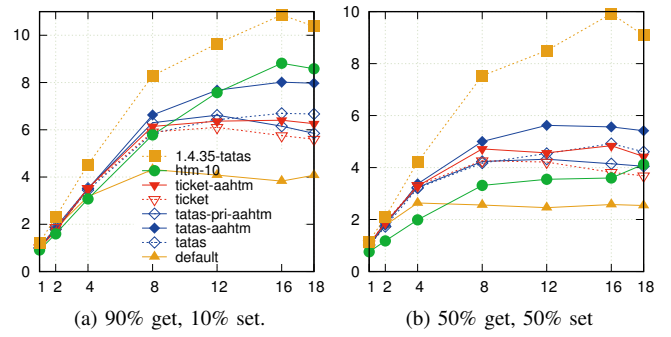 10
8
6
4
2
0
1.4.35-tatas
htm-10
ticket-aahtm
ticket
tatas-pri-aahtm
tatas-aahtm
tatas
default
1 2 4 8 12 16 18
(a) 90% get, 10% set.
10
8
6
4
2
0
1 2 4 8 12 16 18
(b) 50% get, 50% set